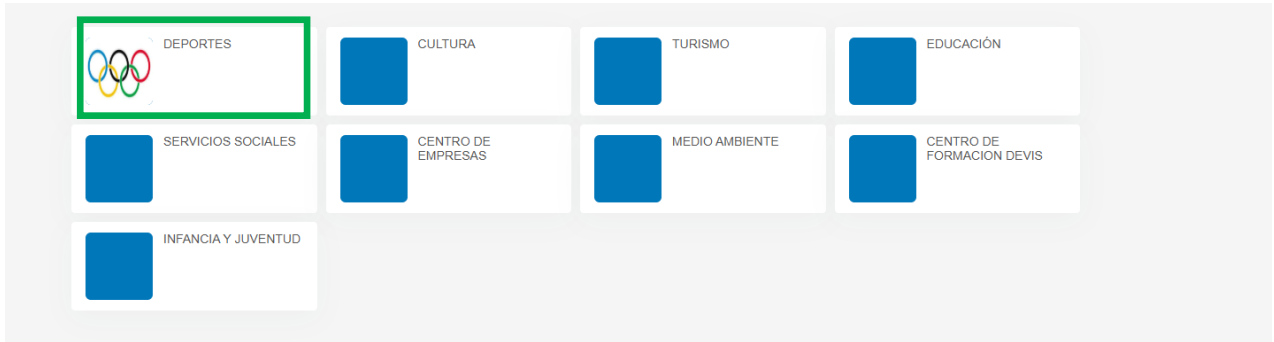 DEPORTES
CULTURA
TURISMO
EDUCACIÓN
SERVICIOS SOCIALES
CENTRO DE
EMPRESAS
MEDIO AMBIENTE
CENTRO DE
FORMACION DEVIS
INFANCIA Y JUVENTUD